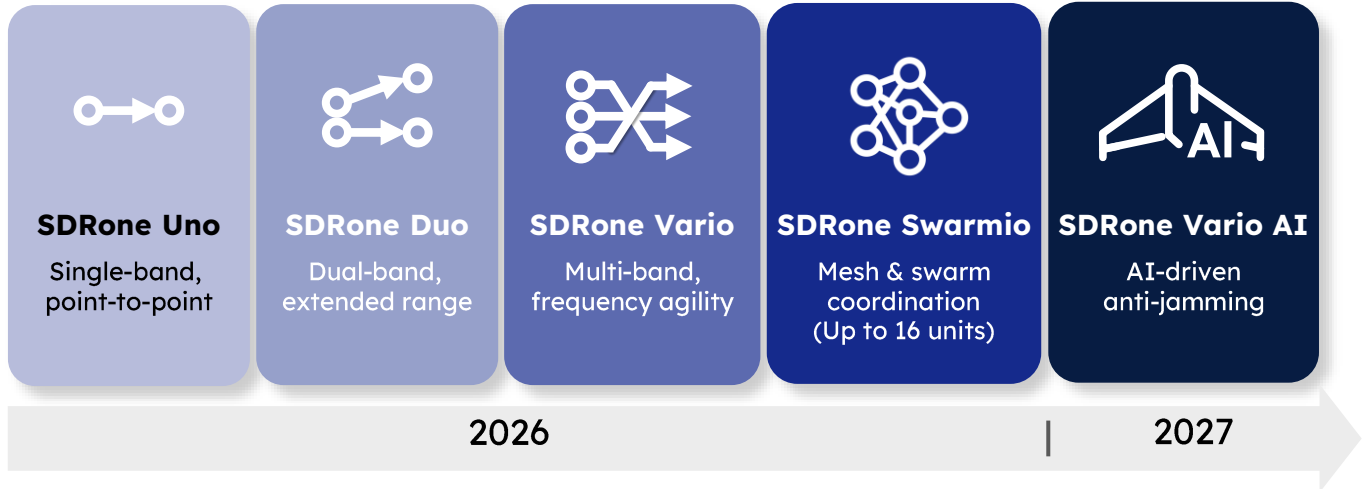 SDRone Uno
Single-band,
point-to-point
SDRone Duo
Dual-band,
extended range
SDRone Vario
Multi-band,
frequency agility
SDRone Swarmio
Mesh & swarm
coordination
(Up to 16 units)
AI
SDRone Vario AI
AI-driven
anti-jamming
2026
2027